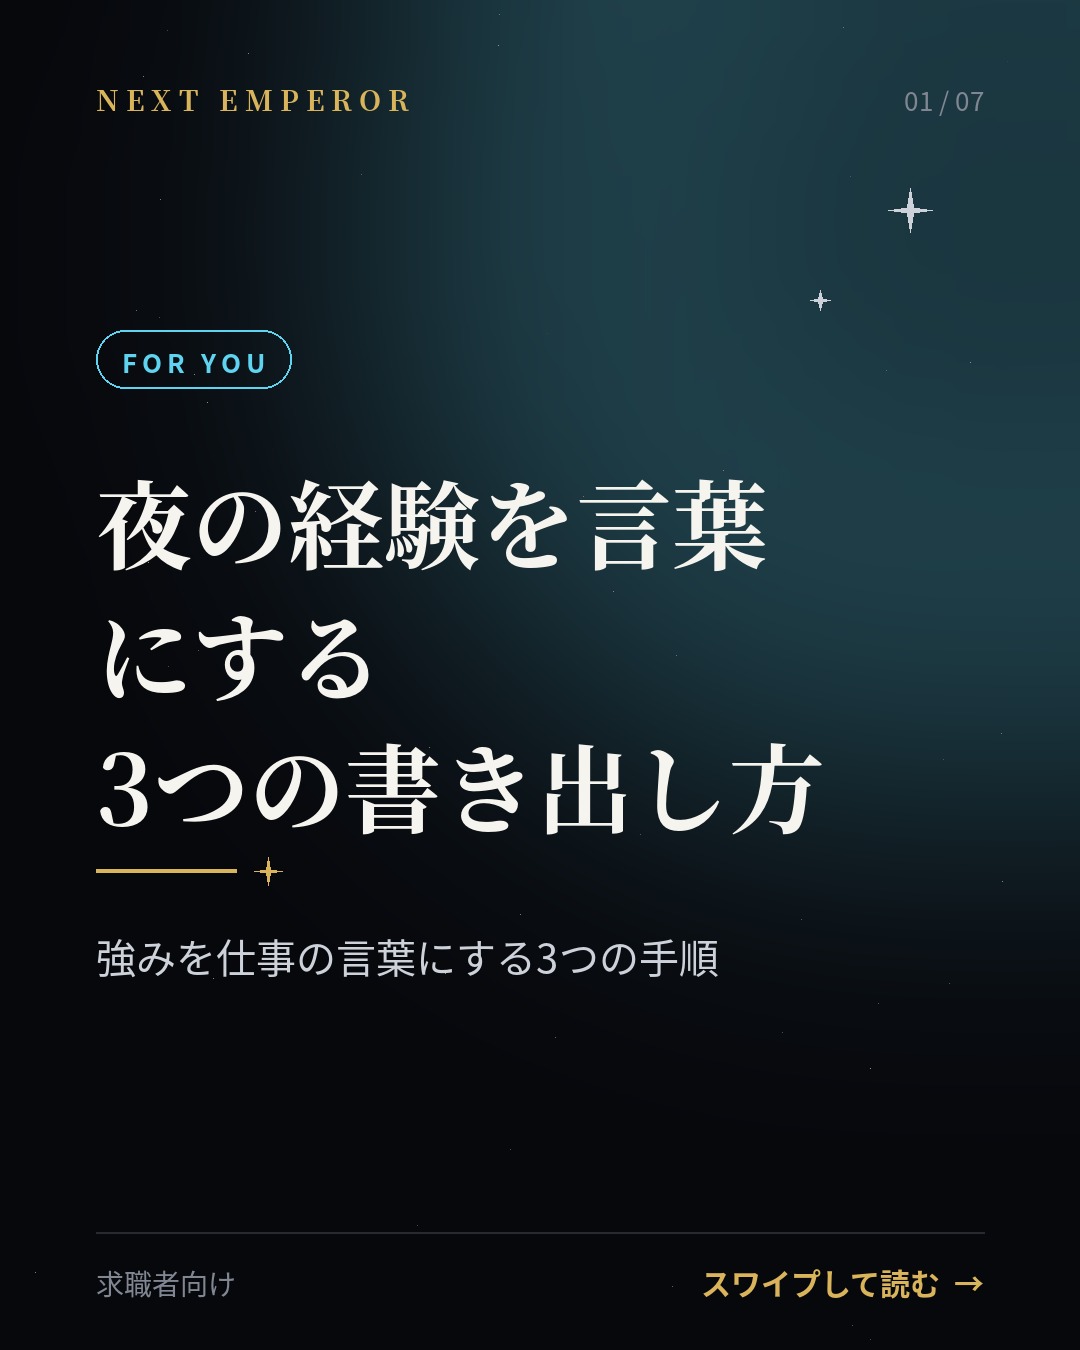 NEXT EMPEROR
01 / 07
FOR YOU
夜の経験を言葉
にする
3つの書き出し方
強みを仕事の言葉にする3つの手順
求職者向け
スワイプして読む →